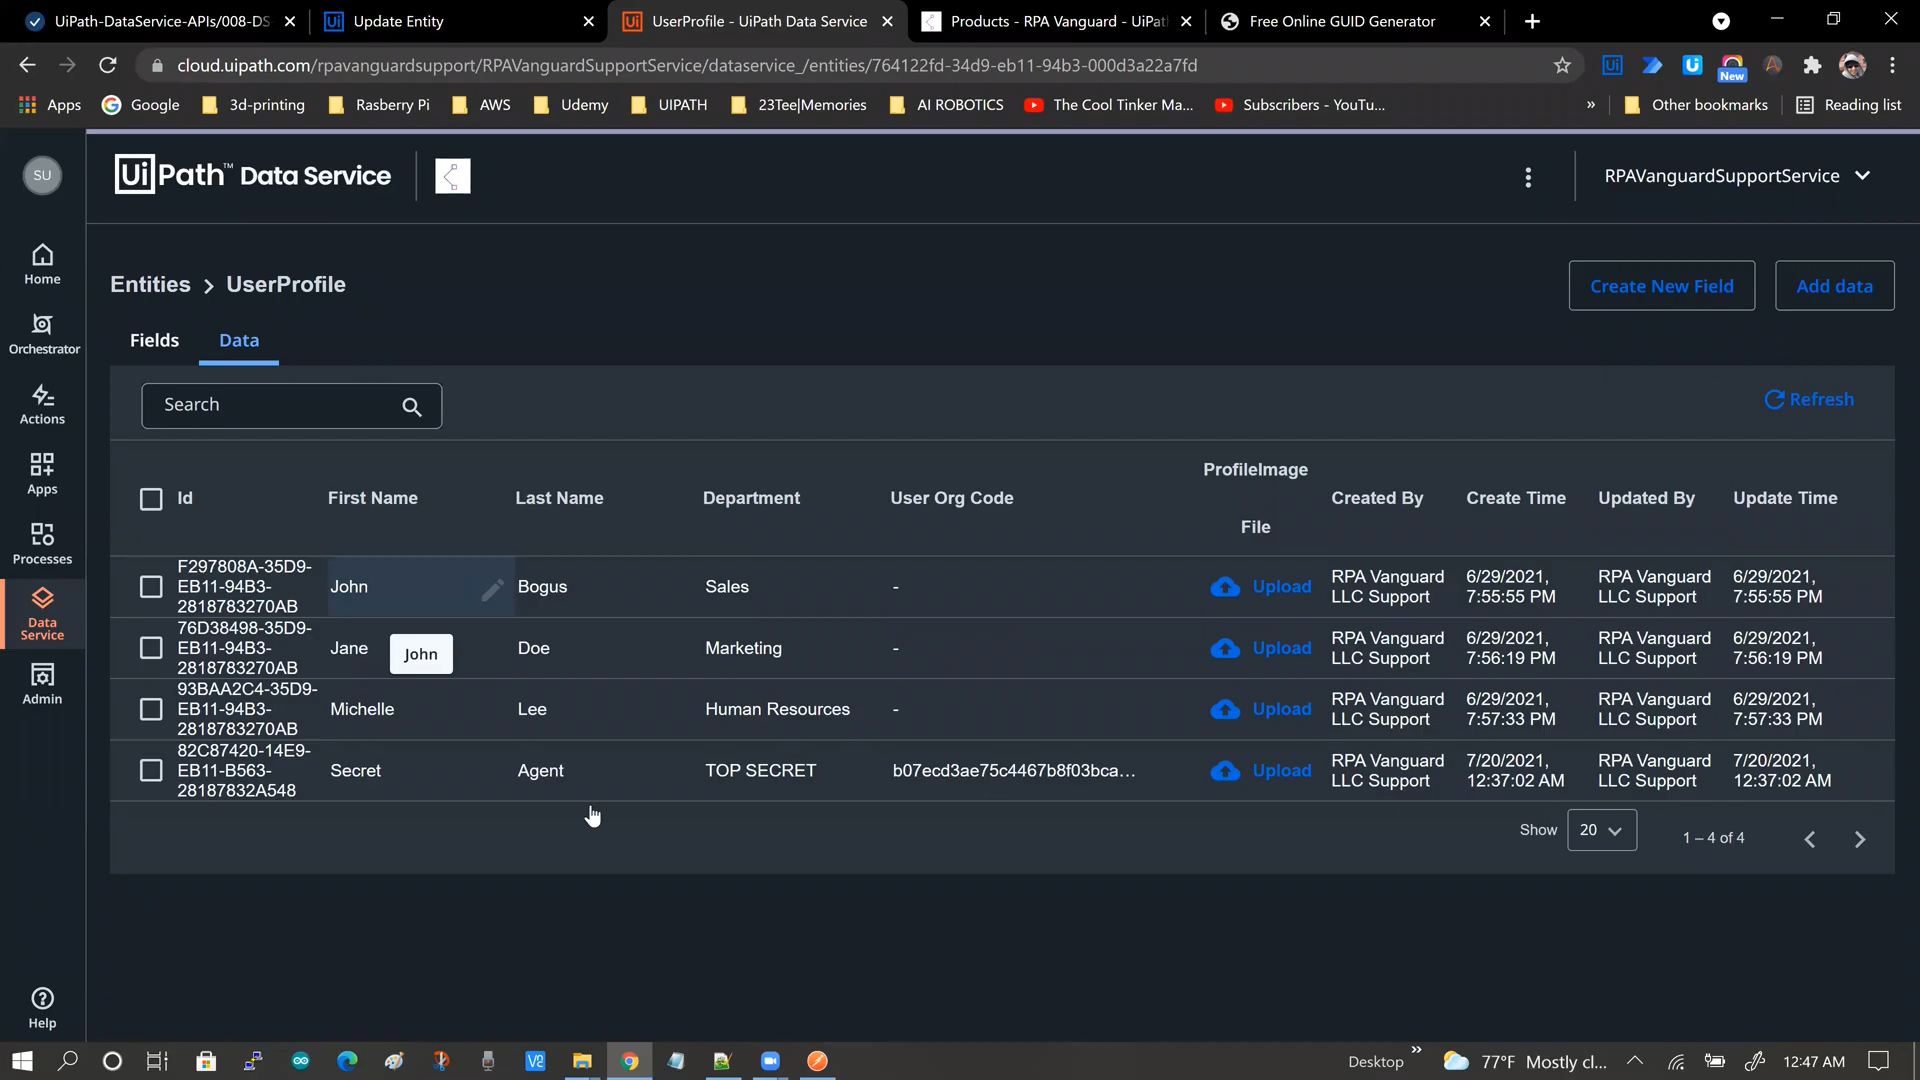 UiPath-DataService-APIs/008-DS
Update Entity
UserProfile - UiPath Data Service
Products - RPA Vanguard - UiPat
Free Online GUID Generator
cloud.uipath.com/rpavanguardsupport/RPAVanguardSupportService/dataservice_/entities/764122fd-34d9-eb11-94b3-000d3a22a7fd
New
Apps
Google
3d-printing
Rasberry Pi
AWS
Udemy
UIPATH
23Tee|Memories
AI ROBOTICS
The Cool Tinker Ma...
Subscribers - YouTu...
»
Other bookmarks
Reading list
SU
UiPath™ Data Service
RPAVanguardSupportService
Home
Orchestrator
Actions
Apps
Processes
Data Service
Admin
Help
Entities > UserProfile
Create New Field
Add data
Fields
Data
Search
Refresh
Id
First Name
Last Name
Department
User Org Code
ProfileImage
File
Created By
Create Time
Updated By
Update Time
F297808A-35D9-
EB11-94B3-
2818783270AB
John
Bogus
Sales
-
Upload
RPA Vanguard
LLC Support
6/29/2021,
7:55:55 PM
RPA Vanguard
LLC Support
6/29/2021,
7:55:55 PM
76D38498-35D9-
EB11-94B3-
2818783270AB
Jane
John
Doe
Marketing
-
Upload
RPA Vanguard
LLC Support
6/29/2021,
7:56:19 PM
RPA Vanguard
LLC Support
6/29/2021,
7:56:19 PM
93BAA2C4-35D9-
EB11-94B3-
2818783270AB
Michelle
Lee
Human Resources
-
Upload
RPA Vanguard
LLC Support
6/29/2021,
7:57:33 PM
RPA Vanguard
LLC Support
6/29/2021,
7:57:33 PM
82C87420-14E9-
EB11-B563-
28187832A548
Secret
Agent
TOP SECRET
b07ecd3ae75c4467b8f03bca...
Upload
RPA Vanguard
LLC Support
7/20/2021,
12:37:02 AM
RPA Vanguard
LLC Support
7/20/2021,
12:37:02 AM
Show
20
1 – 4 of 4
Desktop
»
77°F Mostly cl...
12:47 AM